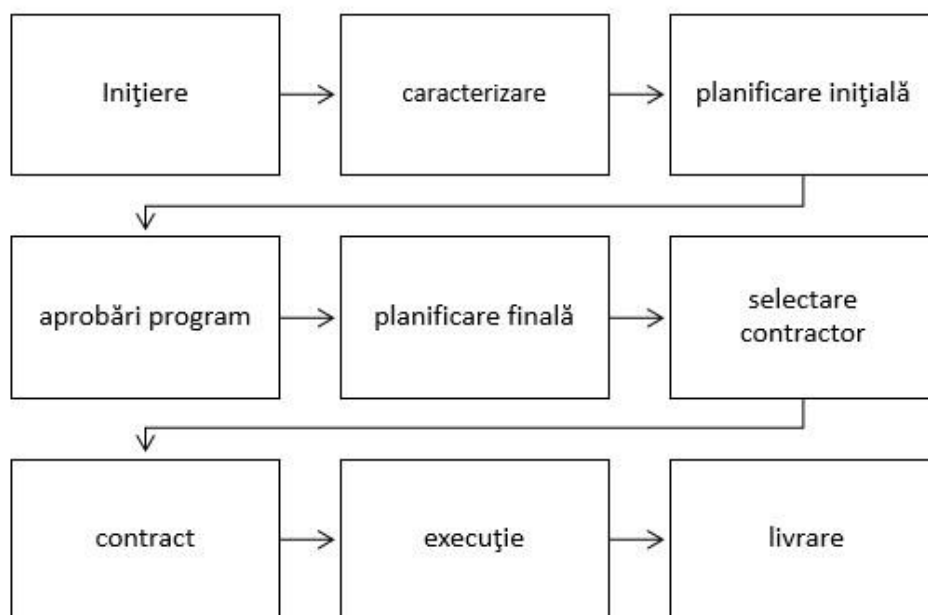 Iniţiere
caracterizare
planificare iniţială
aprobări program
planificare finală
selectare
contractor
contract
execuţie
livrare